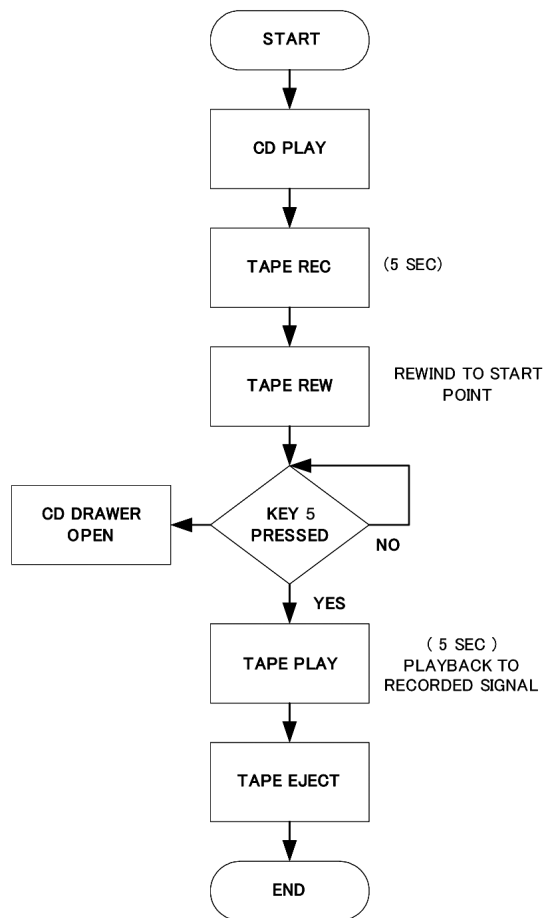 START
CD PLAY
TAPE REC
(5 SEC)
TAPE REW
REWIND TO START
POINT
CD DRAWER
OPEN
KEY 5
PRESSED
NO
YES
TAPE PLAY
( 5 SEC )
PLAYBACK TO
RECORDED SIGNAL
TAPE EJECT
END